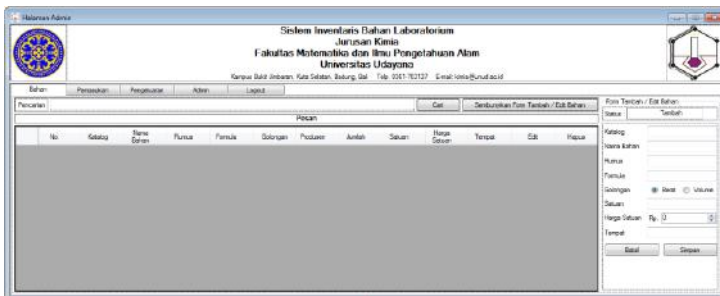 Halaman Admin
Sistem Inventaris Bahan Laboratorium
Jurusan Kimia
Fakultas Matematika dan Ilmu Pengetahuan Alam
Universitas Udayana
Kampus Bukit Jimbaran, Kuta Selatan, Badung, Bali Telp. 0361-703137 E-mail: kimia@unud.ac.id
Bahan Pemasukan Pengeluaran Admin Logout
Pencarian Cari Sembunyikan Form Tambah / Edit Bahan
Pesan
No. Katalog Nama Bahan Rumus Formula Golongan Produsen Jumlah Satuan Harga Satuan Tempat Edit Hapus
Form Tambah / Edit Bahan
Status Tambah
Katalog
Nama Bahan
Rumus
Formula
Golongan Berat Volume
Satuan
Harga Satuan Rp. 0
Tempat
Batal Simpan